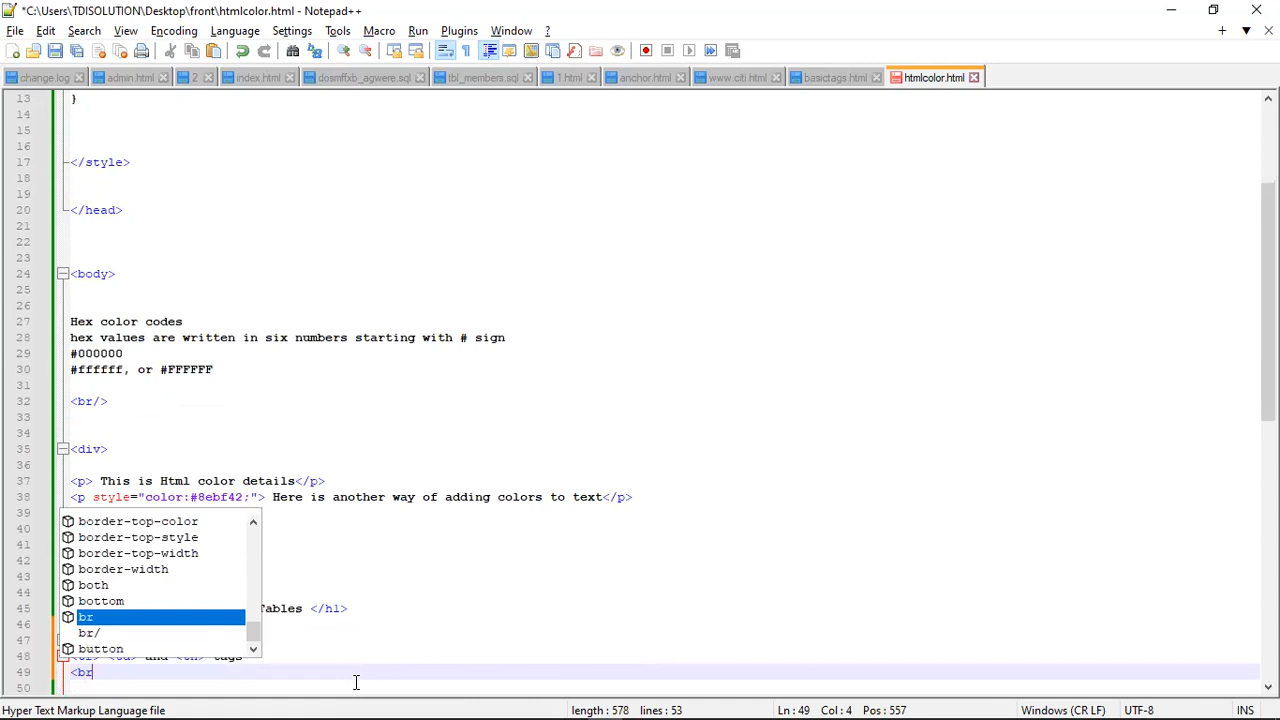 *C:\Users\TDISOLUTION\Desktop\front\htmlcolor.html - Notepad++
File Edit Search View Encoding Language Settings Tools Macro Run Plugins Window ?
change.log admin.html 2 index.html dosmffxb_agwere.sql tbl_members.sql 1.html anchor.html www.citi.html basictags.html htmlcolor.html
13 }
14
15
16
17 </style>
18
19
20 </head>
21
22
23
24 <body>
25
26
27 Hex color codes
28 hex values are written in six numbers starting with # sign
29 #000000
30 #ffffff, or #FFFFFF
31
32 <br/>
33
34
35 <div>
36
37 <p> This is Html color details</p>
38 <p style="color:#8ebf42;"> Here is another way of adding colors to text</p>
39
border-top-color
40
border-top-style
41
border-top-width
42
border-width
43
both
44
bottom
45 Tables </h1>
br
46
br/
47
button
48 and tags
49 <br
50
Hyper Text Markup Language file length : 578 lines : 53 Ln : 49 Col : 4 Pos : 557 Windows (CR LF) UTF-8 INS